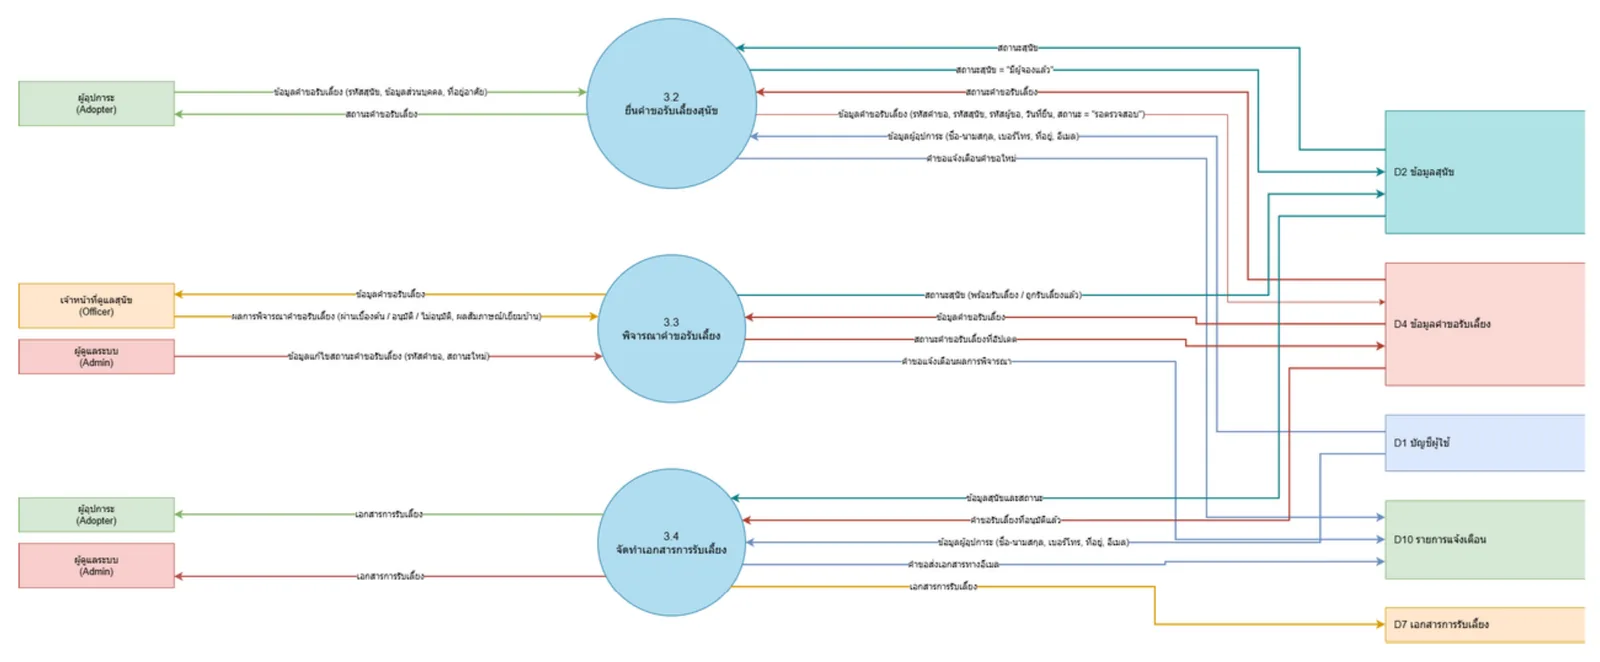 ผู้อุปการะ
(Adopter)
ข้อมูลคำขอรับเลี้ยง (รหัสสุนัข, ข้อมูลส่วนบุคคล, ที่อยู่อาศัย)
สถานะคำขอรับเลี้ยง
3.2
ยื่นคำขอรับเลี้ยงสุนัข
สถานะสุนัข
สถานะสุนัข = "มีผู้จองแล้ว"
สถานะคำขอรับเลี้ยง
ข้อมูลคำขอรับเลี้ยง (รหัสคำขอ, รหัสสุนัข, รหัสผู้ขอ, วันที่ยื่น, สถานะ = "รอตรวจสอบ")
ข้อมูลผู้อุปการะ (ชื่อ-นามสกุล, เบอร์โทร, ที่อยู่, อีเมล)
คำขอแจ้งเตือนคำขอใหม่
D2 ข้อมูลสุนัข
เจ้าหน้าที่ดูแลสุนัข
(Officer)
ข้อมูลคำขอรับเลี้ยง
ผลการพิจารณาคำขอรับเลี้ยง (ผ่านเบื้องต้น / อนุมัติ / ไม่อนุมัติ, ผลสัมภาษณ์/เยี่ยมบ้าน)
ผู้ดูแลระบบ
(Admin)
ข้อมูลแก้ไขสถานะคำขอรับเลี้ยง (รหัสคำขอ, สถานะใหม่)
3.3
พิจารณาคำขอรับเลี้ยง
สถานะสุนัข (พร้อมรับเลี้ยง / ถูกรับเลี้ยงแล้ว)
ข้อมูลคำขอรับเลี้ยง
สถานะคำขอรับเลี้ยงที่อัปเดต
คำขอแจ้งเตือนผลการพิจารณา
D4 ข้อมูลคำขอรับเลี้ยง
D1 บัญชีผู้ใช้
ผู้อุปการะ
(Adopter)
เอกสารการรับเลี้ยง
ผู้ดูแลระบบ
(Admin)
เอกสารการรับเลี้ยง
3.4
จัดทำเอกสารการรับเลี้ยง
ข้อมูลสุนัขและสถานะ
คำขอรับเลี้ยงที่อนุมัติแล้ว
ข้อมูลผู้อุปการะ (ชื่อ-นามสกุล, เบอร์โทร, ที่อยู่, อีเมล)
คำขอส่งเอกสารทางอีเมล
เอกสารการรับเลี้ยง
D10 รายการแจ้งเตือน
D7 เอกสารการรับเลี้ยง